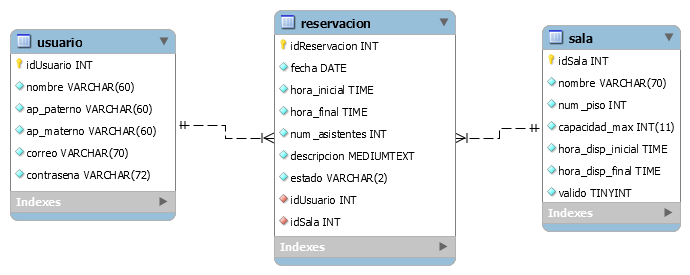 usuario
idUsuario INT
nombre VARCHAR(60)
ap_paterno VARCHAR(60)
ap_materno VARCHAR(60)
correo VARCHAR(70)
contrasena VARCHAR(72)
Indexes
reservacion
idReservacion INT
fecha DATE
hora_inicial TIME
hora_final TIME
num_asistentes INT
descripcion MEDIUMTEXT
estado VARCHAR(2)
idUsuario INT
idSala INT
Indexes
sala
idSala INT
nombre VARCHAR(70)
num_piso INT
capacidad_max INT(11)
hora_disp_inicial TIME
hora_disp_final TIME
valido TINYINT
Indexes